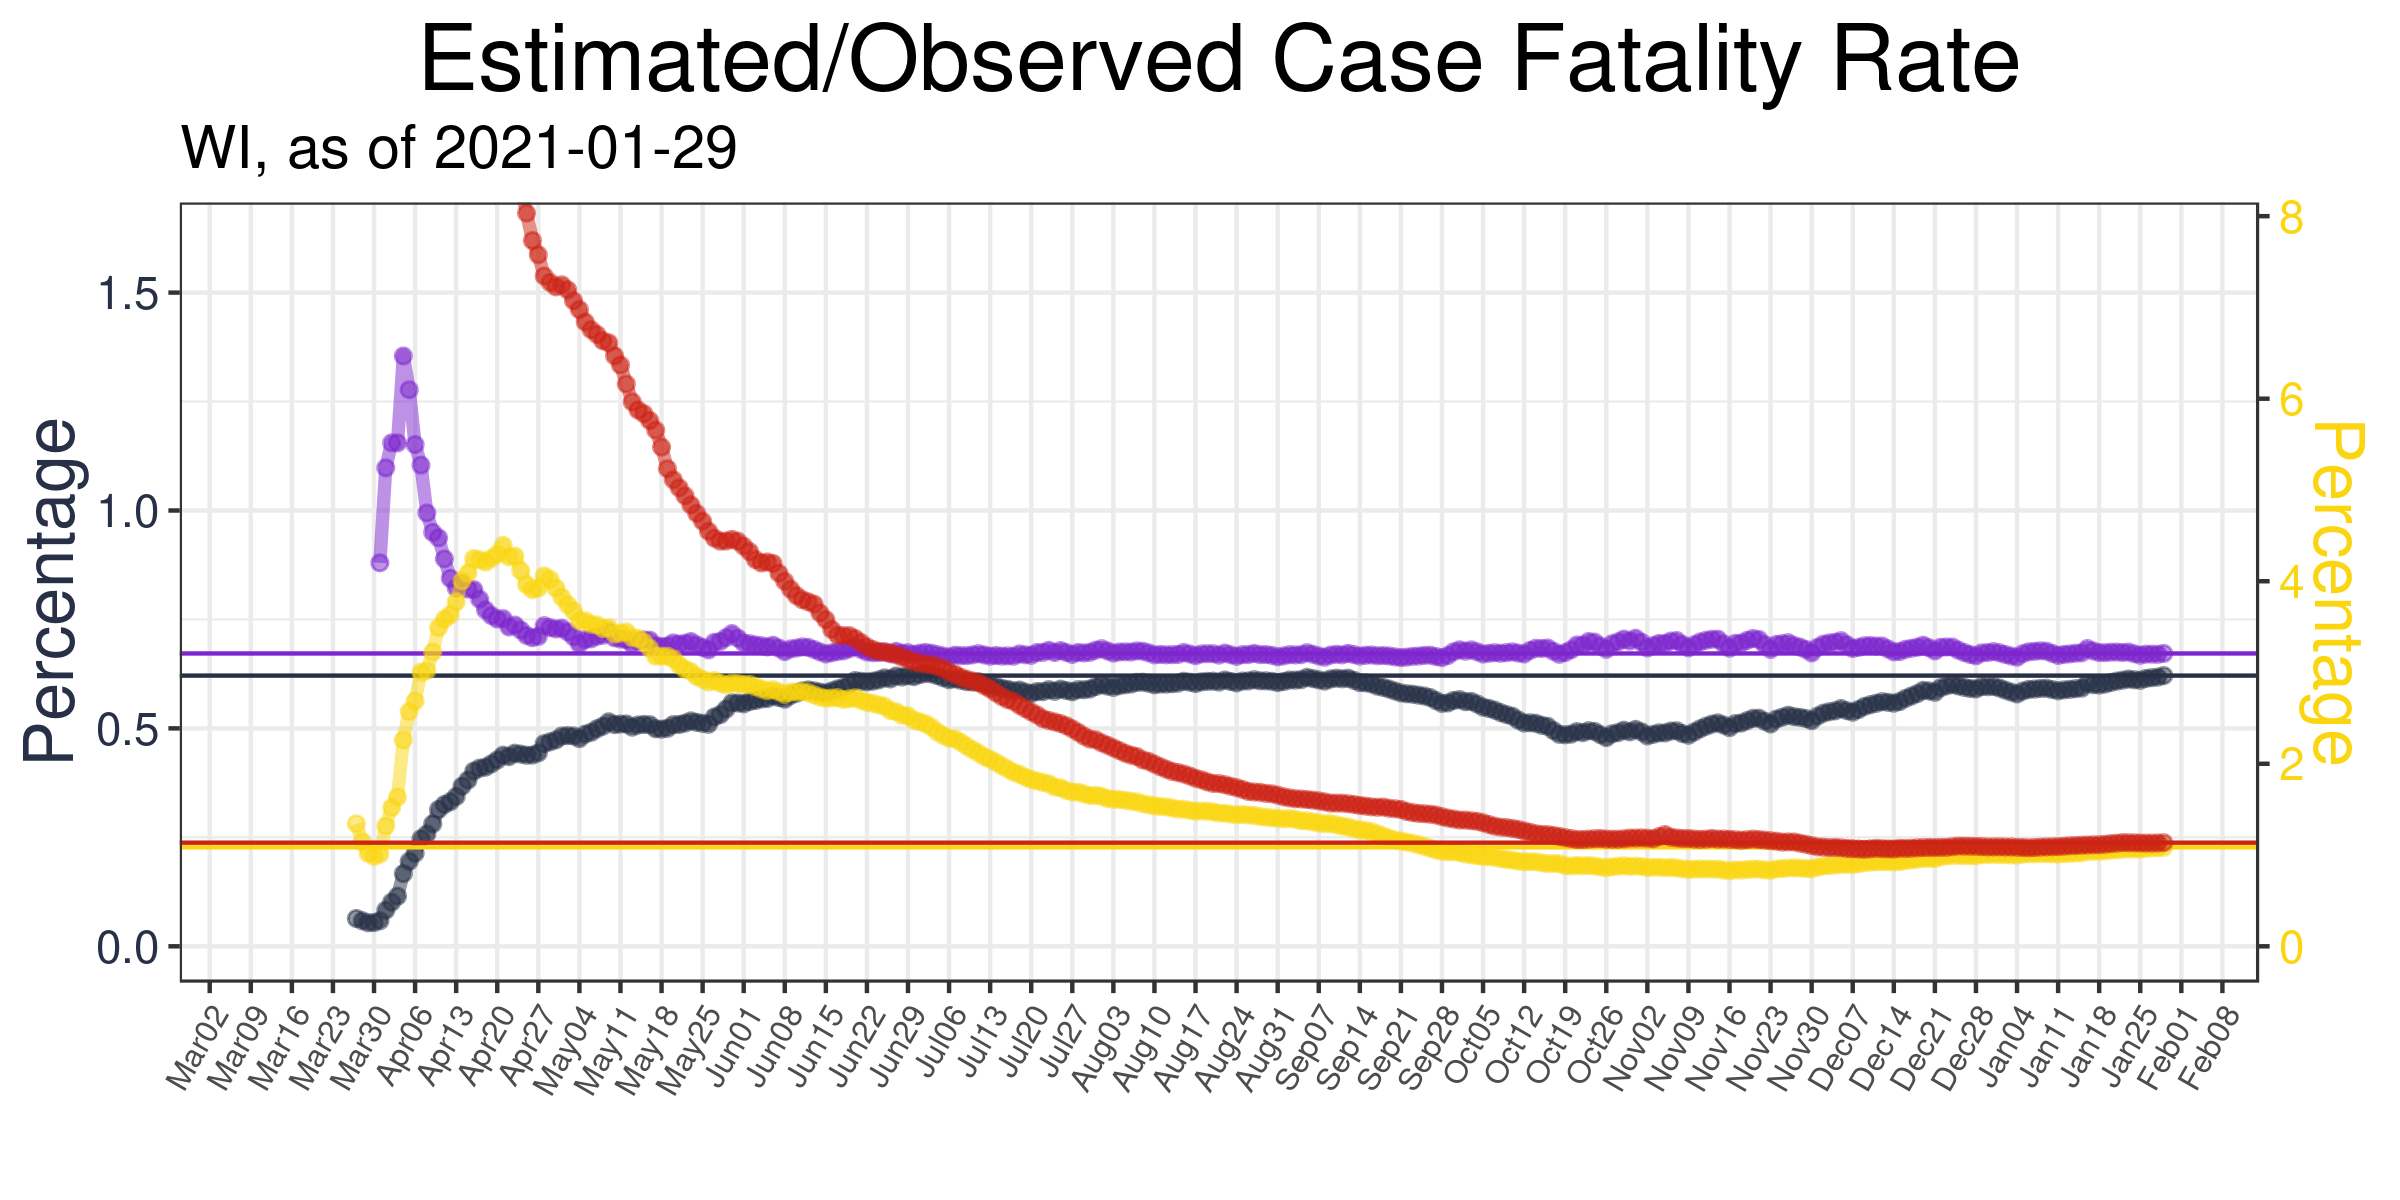 Estimated/Observed Case Fatality Rate
WI, as of 2021-01-29
Percentage
1.5
1.0
0.5
0.0
8
6
4
2
0
Percentage
Mar02
Mar09
Mar16
Mar23
Mar30
Apr06
Apr13
Apr20
Apr27
May04
May11
May18
May25
Jun01
Jun08
Jun15
Jun22
Jun29
Jul06
Jul13
Jul20
Jul27
Aug03
Aug10
Aug17
Aug24
Aug31
Sep07
Sep14
Sep21
Sep28
Oct05
Oct12
Oct19
Oct26
Nov02
Nov09
Nov16
Nov23
Nov30
Dec07
Dec14
Dec21
Dec28
Jan04
Jan11
Jan18
Jan25
Feb01
Feb08